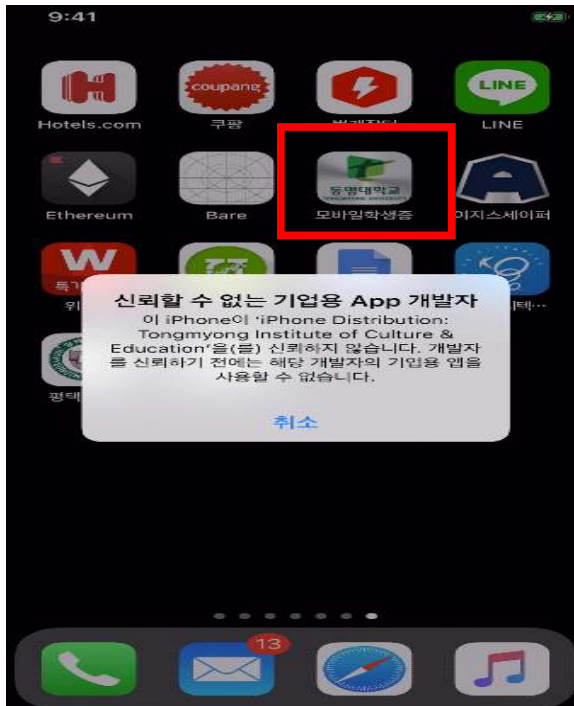 9:41
coupang
LINE
Hotels.com
쿠팡
LINE
동명대학교
Ethereum
Bare
모바일학생증
이지스세이퍼
W
신뢰할 수 없는 기업용 App 개발자
이 iPhone이 'iPhone Distribution:
Tongmyong Institute of Culture &
Education'을(를) 신뢰하지 않습니다. 개발자
를 신뢰하기 전에는 해당 개발자의 기업용 앱을
사용할 수 없습니다.
취소
평택
13